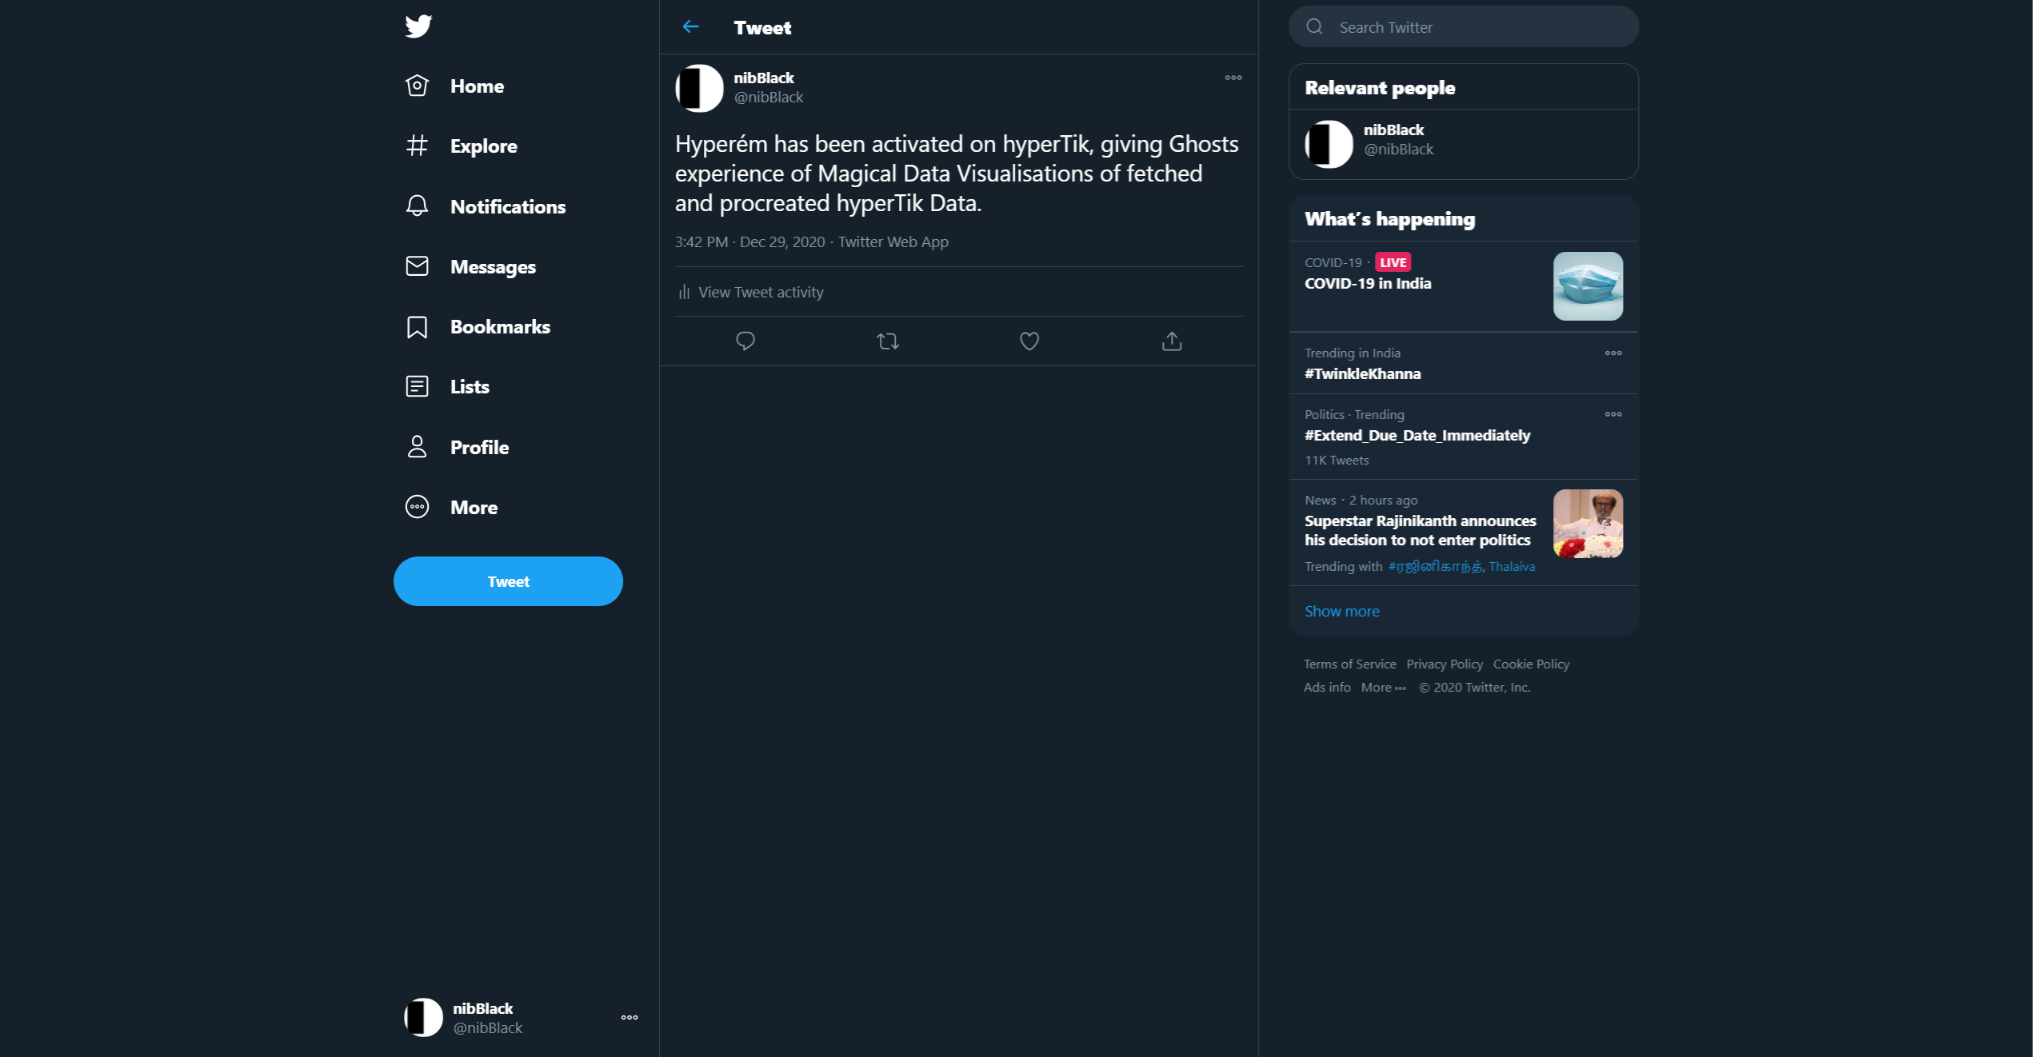 Home
Explore
Notifications
Messages
Bookmarks
Lists
Profile
More
Tweet
nibBlack
@nibBlack
Tweet
nibBlack
@nibBlack
Hyperém has been activated on hyperTik, giving Ghosts
experience of Magical Data Visualisations of fetched
and procreated hyperTik Data.
3:42 PM · Dec 29, 2020 · Twitter Web App
View Tweet activity
Search Twitter
Relevant people
nibBlack
@nibBlack
What's happening
COVID-19 · LIVE
COVID-19 in India
Trending in India
#TwinkleKhanna
Politics · Trending
#Extend_Due_Date_Immediately
11K Tweets
News · 2 hours ago
Superstar Rajinikanth announces
his decision to not enter politics
Trending with #ரஜினிகாந்த், Thalaiva
Show more
Terms of Service Privacy Policy Cookie Policy
Ads info More ••• © 2020 Twitter, Inc.